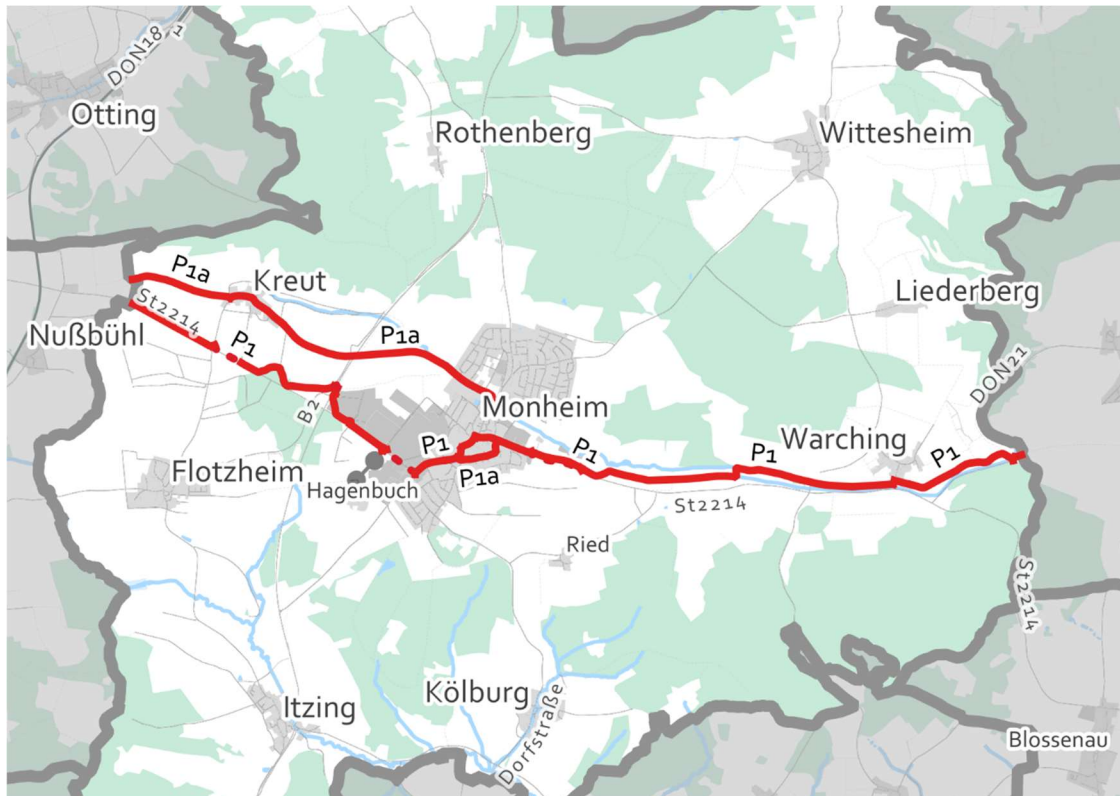 DON18
1
Otting
Rothenberg
Wittesheim
P1a
Kreut
Liederberg
St2214
Nußbühl
P1
P1a
DON21
B2
Monheim
Warching
P1
P1
P1
P1
Flotzheim
P1a
Hagenbuch
St2214
Ried
St2214
Kölburg
Itzing
Dorfstraße
Blossenau